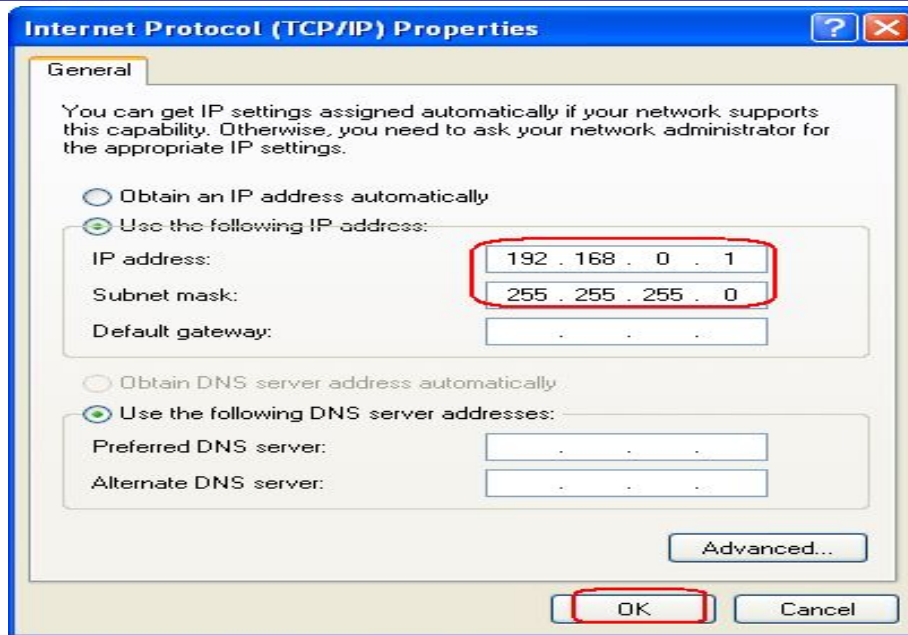 Internet Protocol (TCP/IP) Properties
General
You can get IP settings assigned automatically if your network supports
this capability. Otherwise, you need to ask your network administrator for
the appropriate IP settings.
Obtain an IP address automatically
Use the following IP address:
IP address: 192 . 168 . 0 . 1
Subnet mask: 255 . 255 . 255 . 0
Default gateway: . . .
Obtain DNS server address automatically
Use the following DNS server addresses:
Preferred DNS server: . . .
Alternate DNS server: . . .
Advanced...
OK Cancel